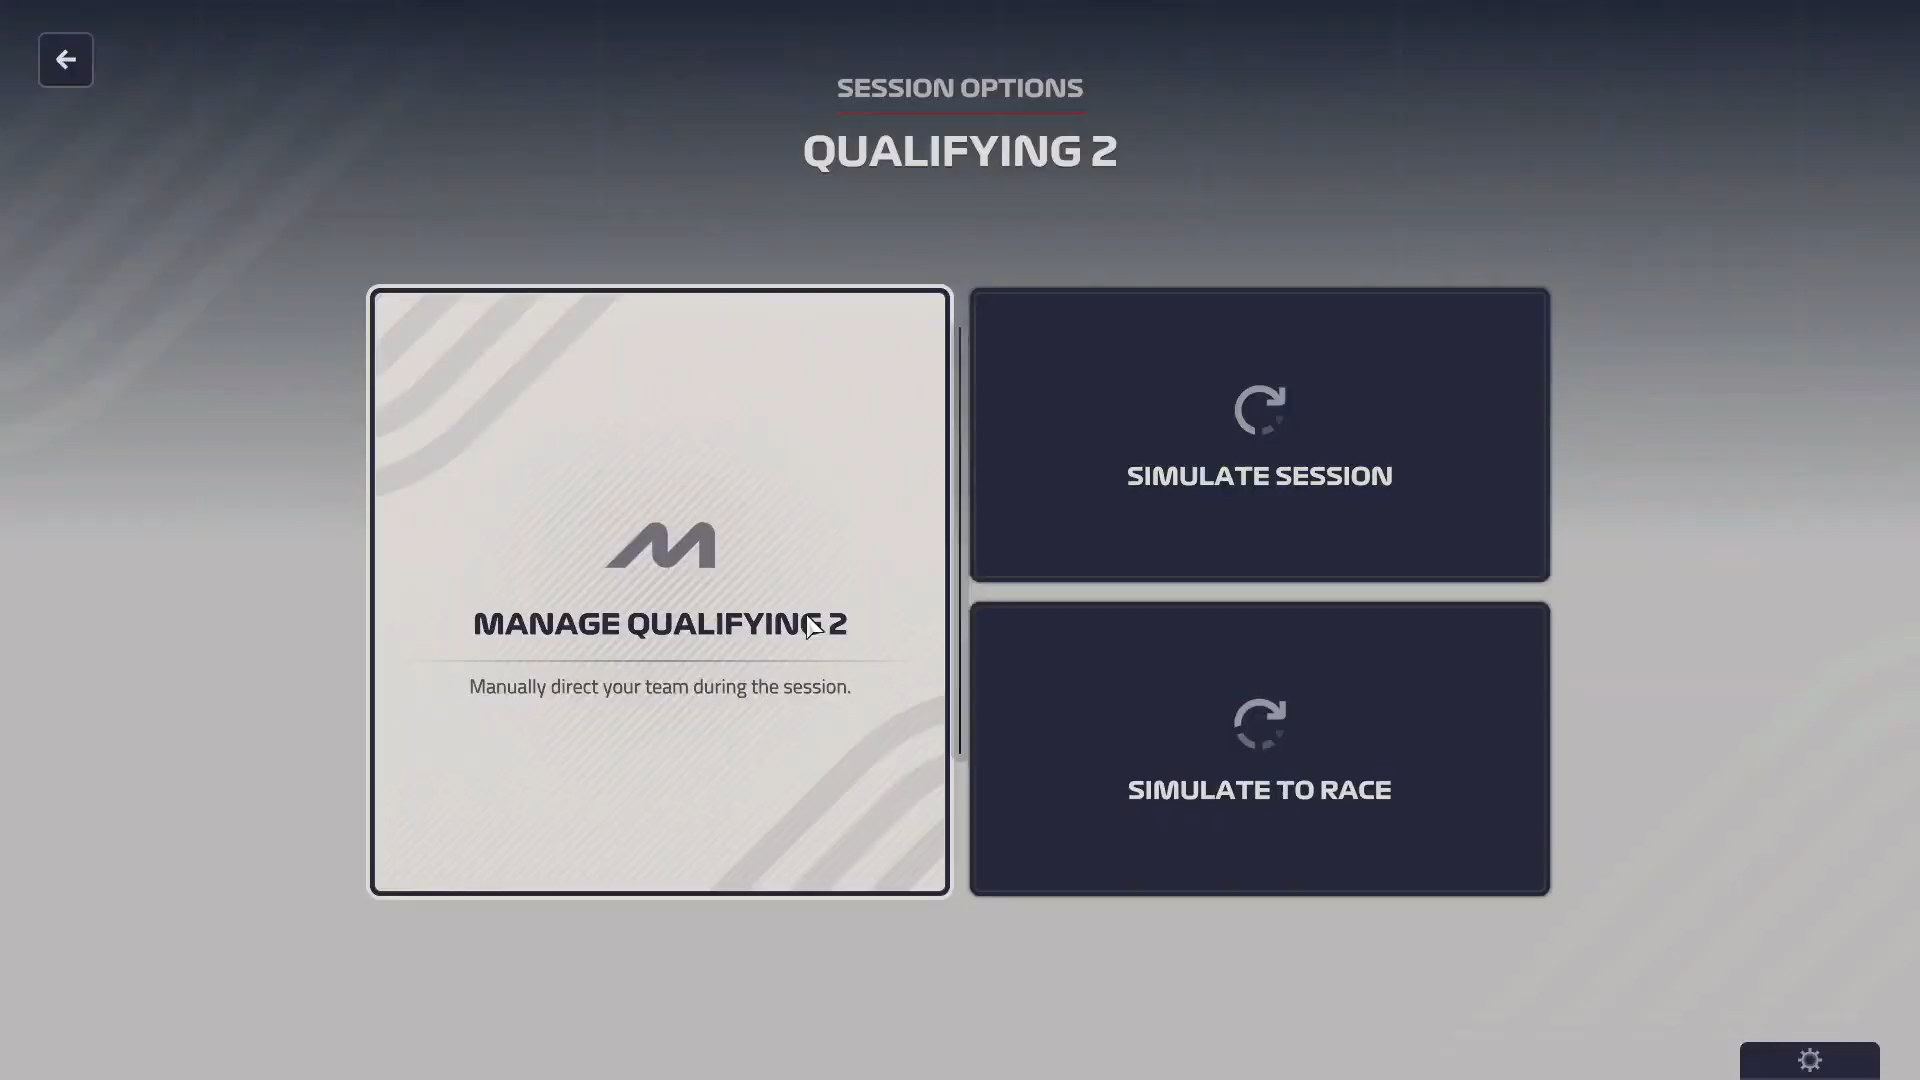 SESSION OPTIONS
QUALIFYING 2
MANAGE QUALIFYING 2
Manually direct your team during the session.
SIMULATE SESSION
SIMULATE TO RACE